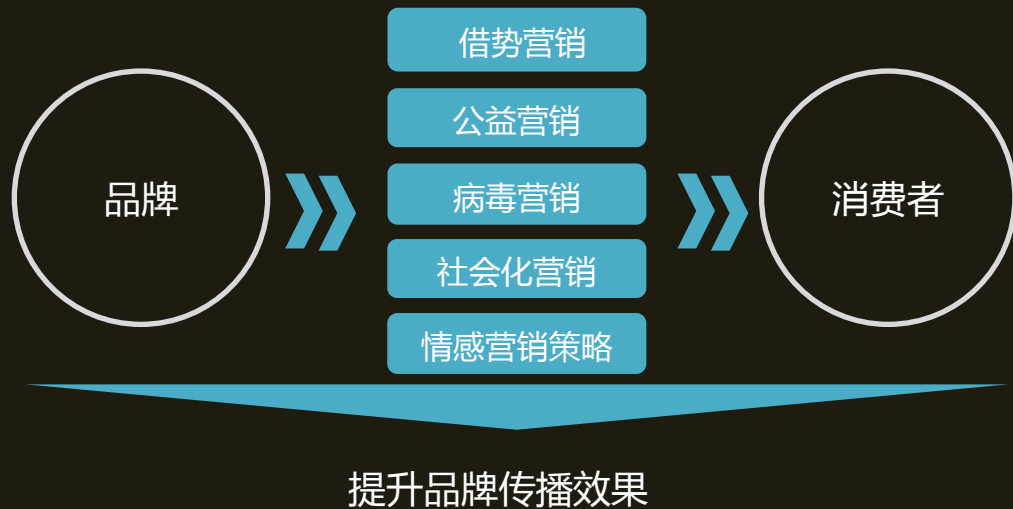 借势营销
公益营销
品牌
病毒营销
消费者
社会化营销
情感营销策略
提升品牌传播效果